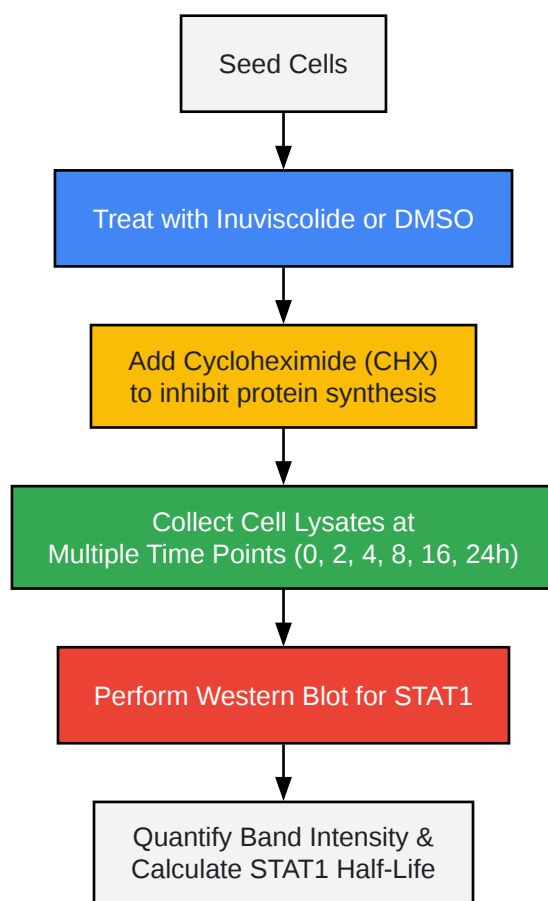 Seed Cells
Treat with Inuviscolide or DMSO
Add Cycloheximide (CHX)
to inhibit protein synthesis
Collect Cell Lysates at
Multiple Time Points (0, 2, 4, 8, 16, 24h)
Perform Western Blot for STAT1
Quantify Band Intensity &
Calculate STAT1 Half-Life